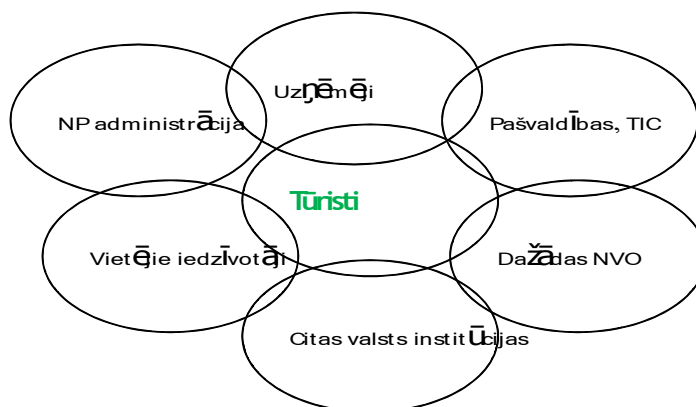 Uzņēmēji
NP administrācija
Pašvaldības, TIC
Tūristi
Vietējie iedzīvotāji
Dažādas NVO
Citas valsts institūcijas